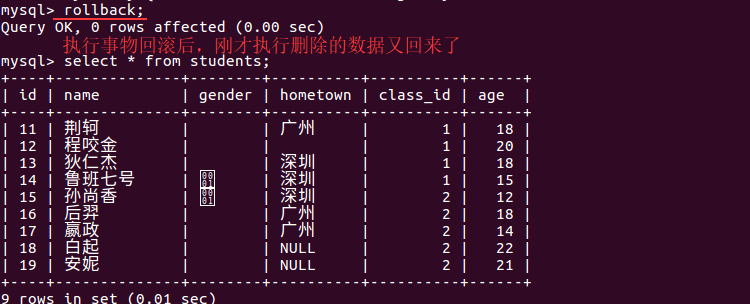 mysql> rollback;
Query OK, 0 rows affected (0.00 sec)
执行事物回滚后，刚才执行删除的数据又回来了
mysql> select * from students;
+----+--------------+--------+----------+----------+------+
| id | name | gender | hometown | class_id | age |
+----+--------------+--------+----------+----------+------+
| 11 | 荆轲 | | 广州 | 1 | 18 |
| 12 | 程咬金 | | | 1 | 20 |
| 13 | 狄仁杰 | | 深圳 | 1 | 18 |
| 14 | 鲁班七号 | 0001 | 深圳 | 1 | 15 |
| 15 | 孙尚香 | 0001 | 深圳 | 2 | 12 |
| 16 | 后羿 | | 广州 | 2 | 18 |
| 17 | 嬴政 | | 广州 | 2 | 14 |
| 18 | 白起 | | NULL | 2 | 22 |
| 19 | 安妮 | | NULL | 2 | 21 |
+----+--------------+--------+----------+----------+------+
9 rows in set (0.01 sec)